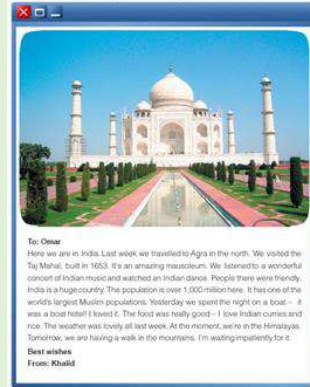 To: Omar
Here we are in India. Last week we travelled to Agra in the north. We visited the
Taj Mahal, built in 1653. It's an amazing mausoleum. We listened to a wonderful
concert of Indian music and watched an Indian dance. People there were friendly.
India is a huge country. The population is over 1,000 million here. It has one of the
world's largest Muslim populations. Yesterday we spent the night on a boat – it
was a boat hotel! I loved it. The food was really good – I love Indian curries and
rice. The weather was lovely all last week. At the moment, we're in the Himalayas.
Tomorrow, we are having a walk in the mountains. I'm waiting impatiently for it.
Best wishes
From: Khalid